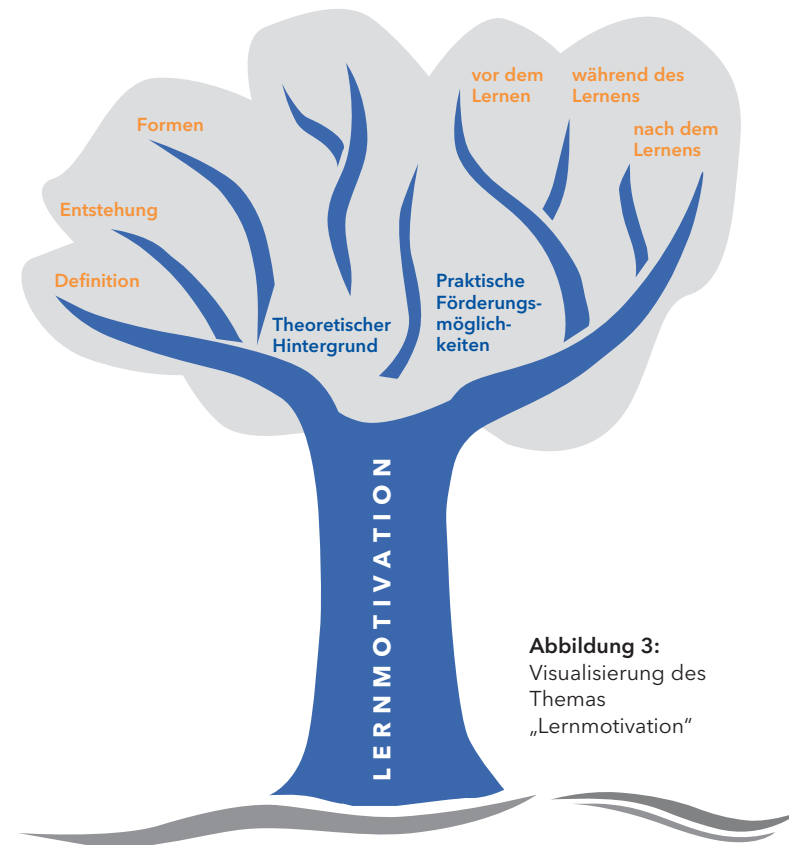 vor dem
Lernen
während des
Lernens
nach dem
Lernens
Formen
Entstehung
Definition
Theoretischer
Hintergrund
Praktische
Förderungs-
möglich-
keiten
LERNMOTIVATION
Abbildung 3:
Visualisierung des
Themas
„Lernmotivation“